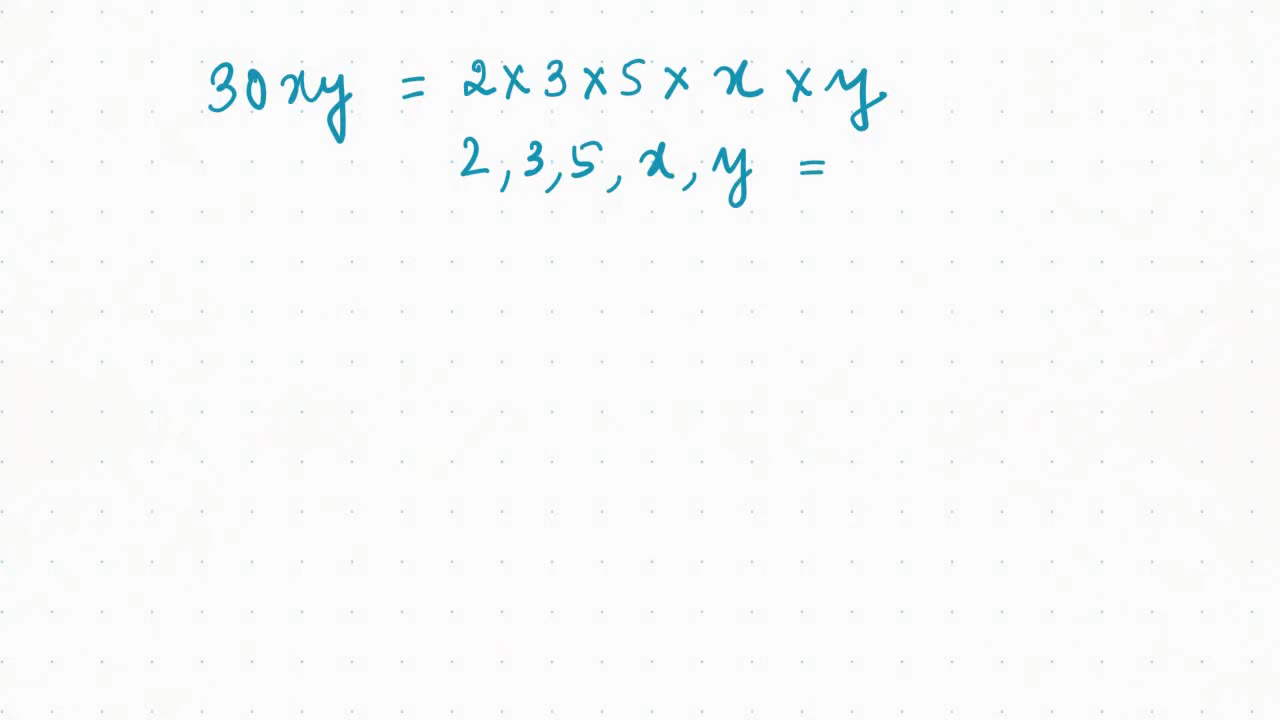 30xy = 2 × 3 × 5 × x × y
2, 3, 5, x, y =